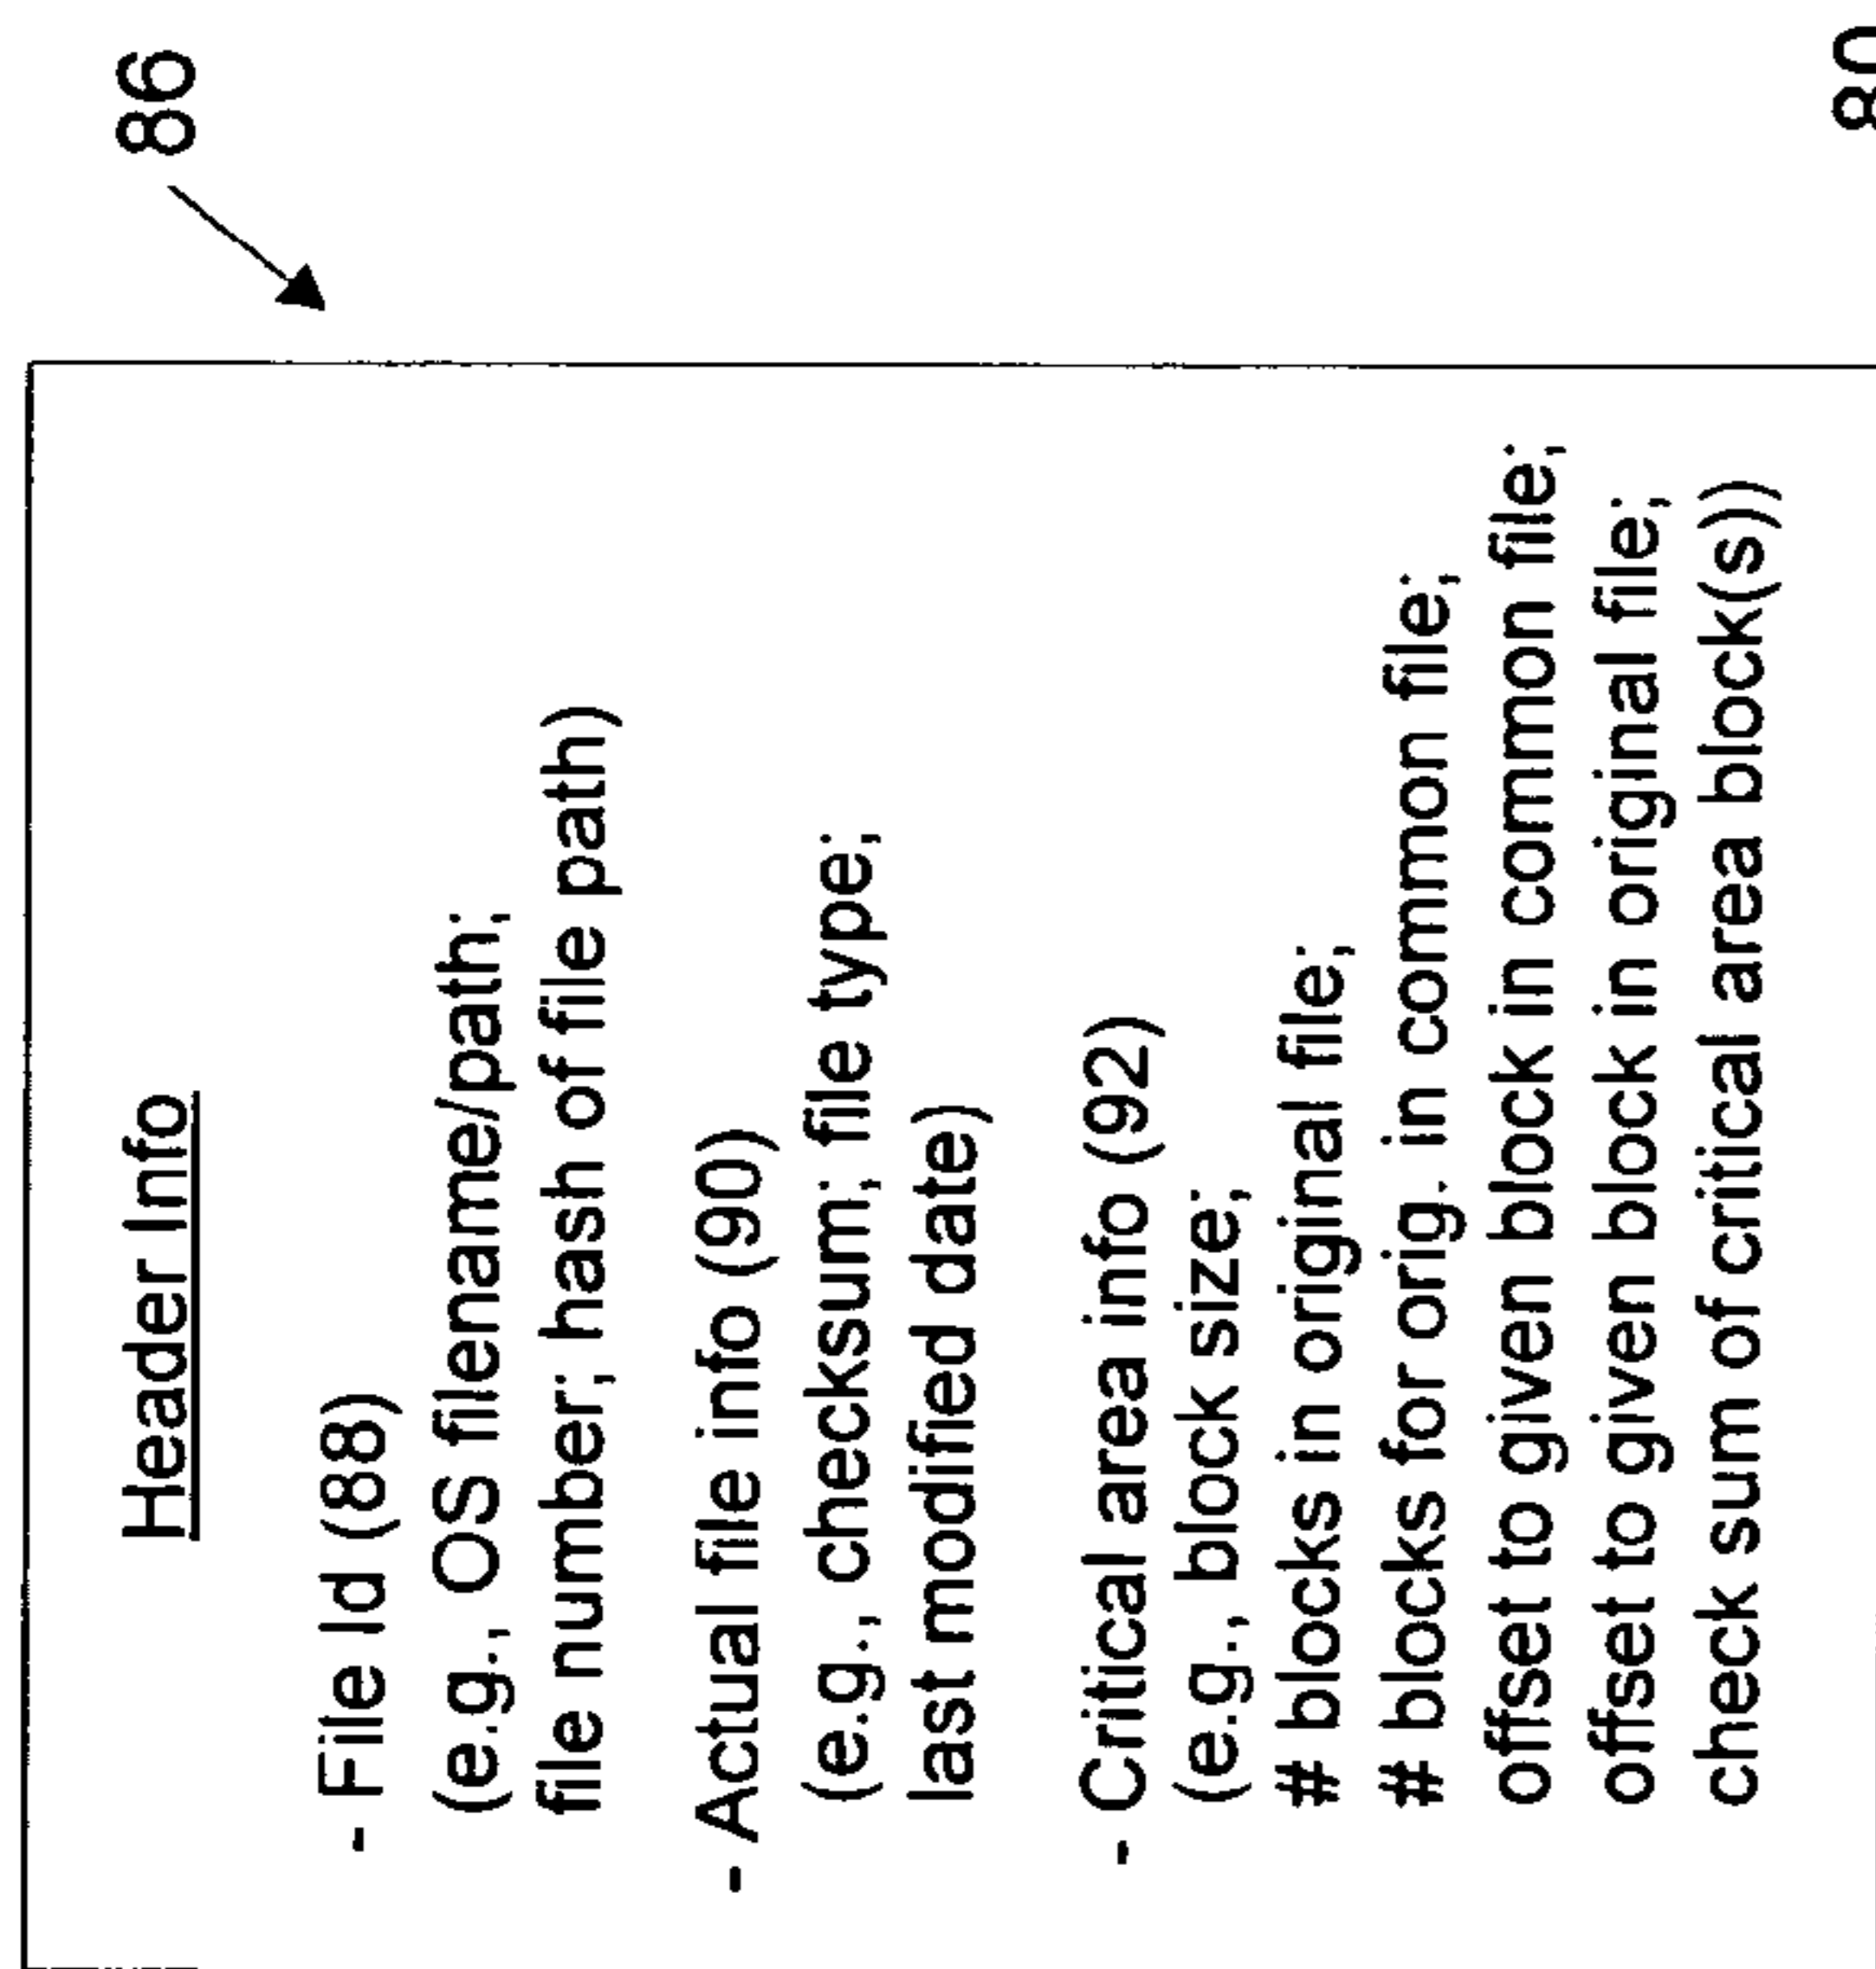 86
Header Info
- File Id (88)
(e.g., OS filename/path;
file number; hash of file path)
- Actual file info (90)
(e.g., checksum; file type;
last modified date)
- Critical area info (92)
(e.g., block size;
# blocks in original file;
# blocks for orig. in common file;
offset to given block in common file;
offset to given block in original file;
check sum of critical area block(s))
80